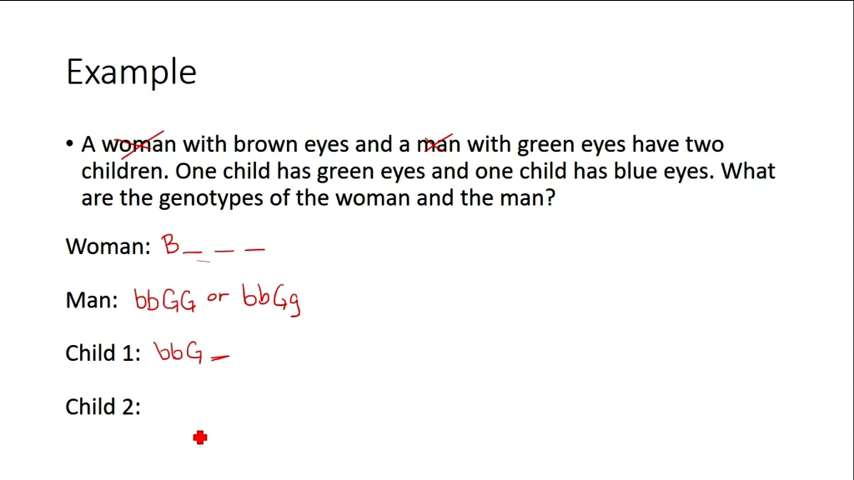 Example
• A woman with brown eyes and a man with green eyes have two
children. One child has green eyes and one child has blue eyes. What
are the genotypes of the woman and the man?
Woman: B_ _ _
Man: bbGG or bbGg
Child 1: bbG_
Child 2: